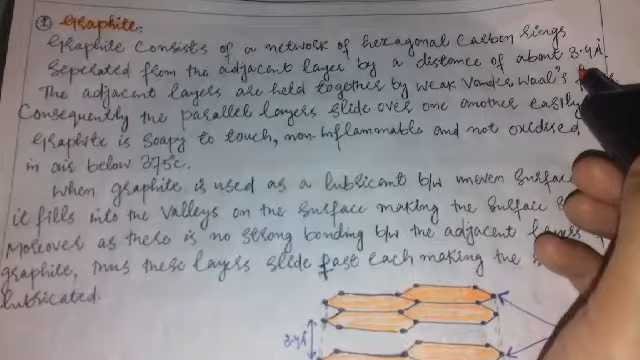 ① Graphite:
Graphite consists of a network of hexagonal carbon rings
seperated from the adjacent layer by a distance of about 3.4Å.
The adjacent layers are held together by weak Vander Waal's
Consequently the parallel layers slide over one another easily
Graphite is soapy to touch, non-inflammable and not oxidised
in air below 375°c.
When graphite is used as a lubricant b/w uneven surface
it fills into the valleys on the surface making the surface
Moreover as there is no strong bonding b/w the adjacent layers
graphite, thus these layers slide fast each making the
lubricated.
3.4Å